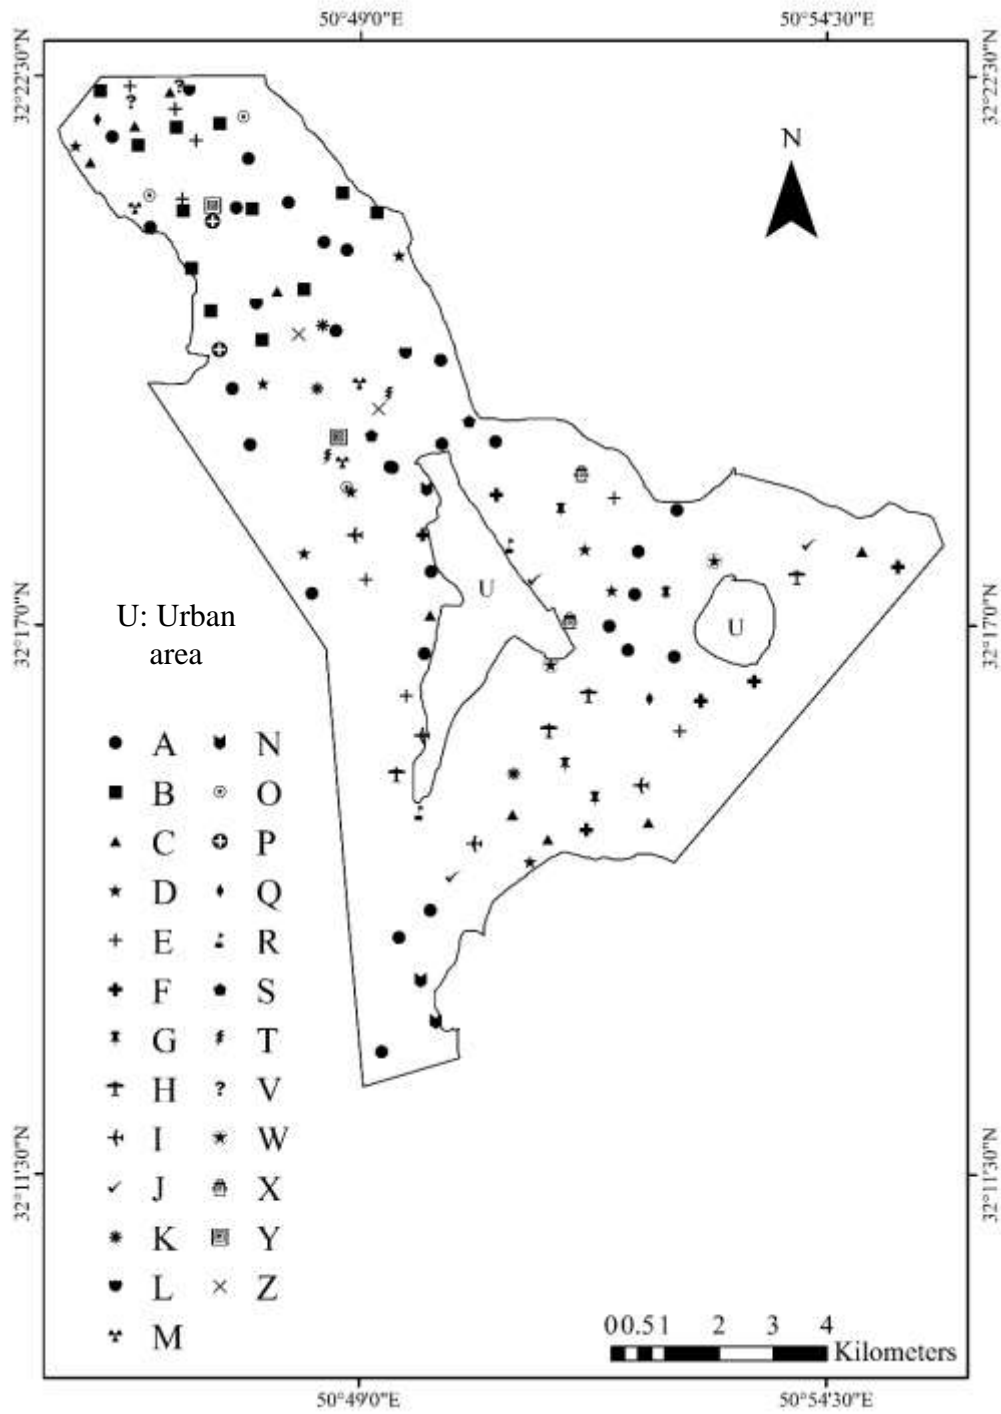 50°49'0"E 50°54'30"E
32°22'30"N 32°22'30"N
N
U
U
32°17'0"N 32°17'0"N
U: Urban
area
A N
B O
C P
D Q
E R
F S
G T
H V
I W
J X
K Y
L Z
M
32°11'30"N 32°11'30"N
0 0.5 1 2 3 4
Kilometers
50°49'0"E 50°54'30"E